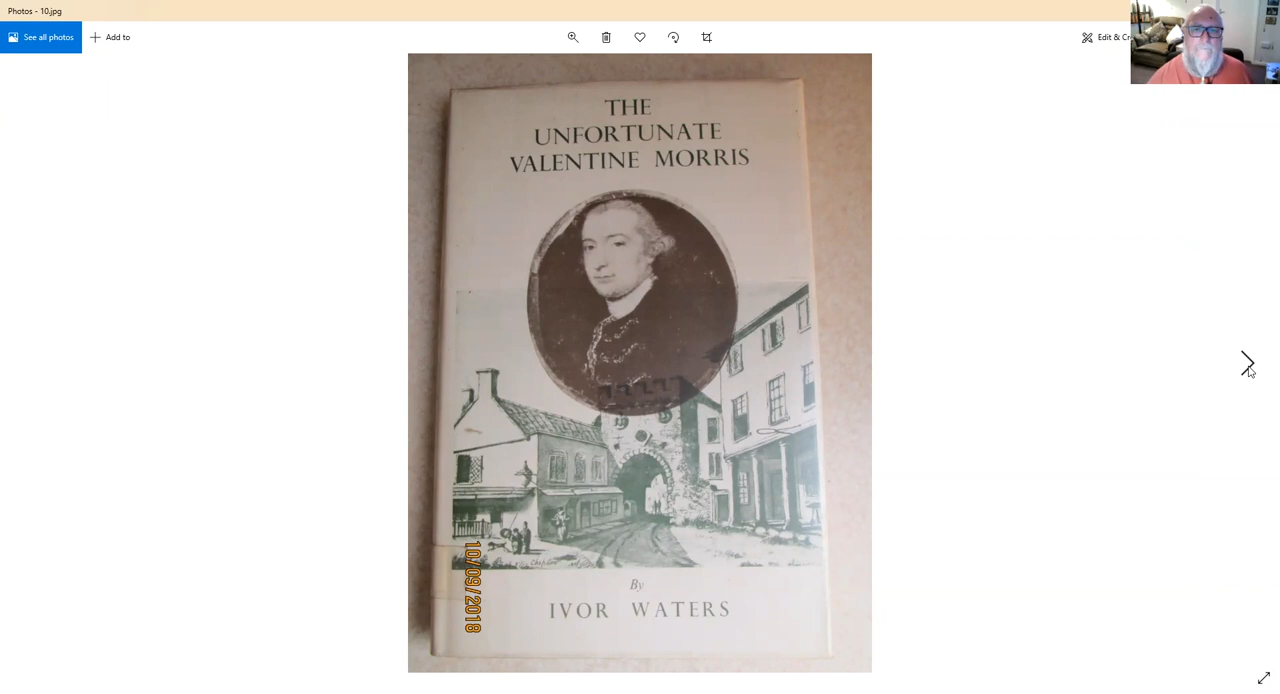 Photos - 10.jpg
See all photos
Add to
THE
UNFORTUNATE
VALENTINE MORRIS
By
IVOR WATERS
10/09/2018